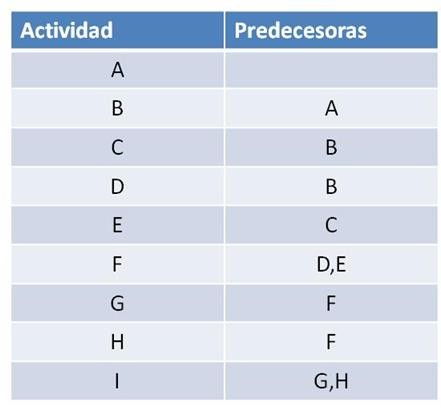 Actividad Predecesoras
A
B A
C B
D B
E C
F D,E
G F
H F
I G,H